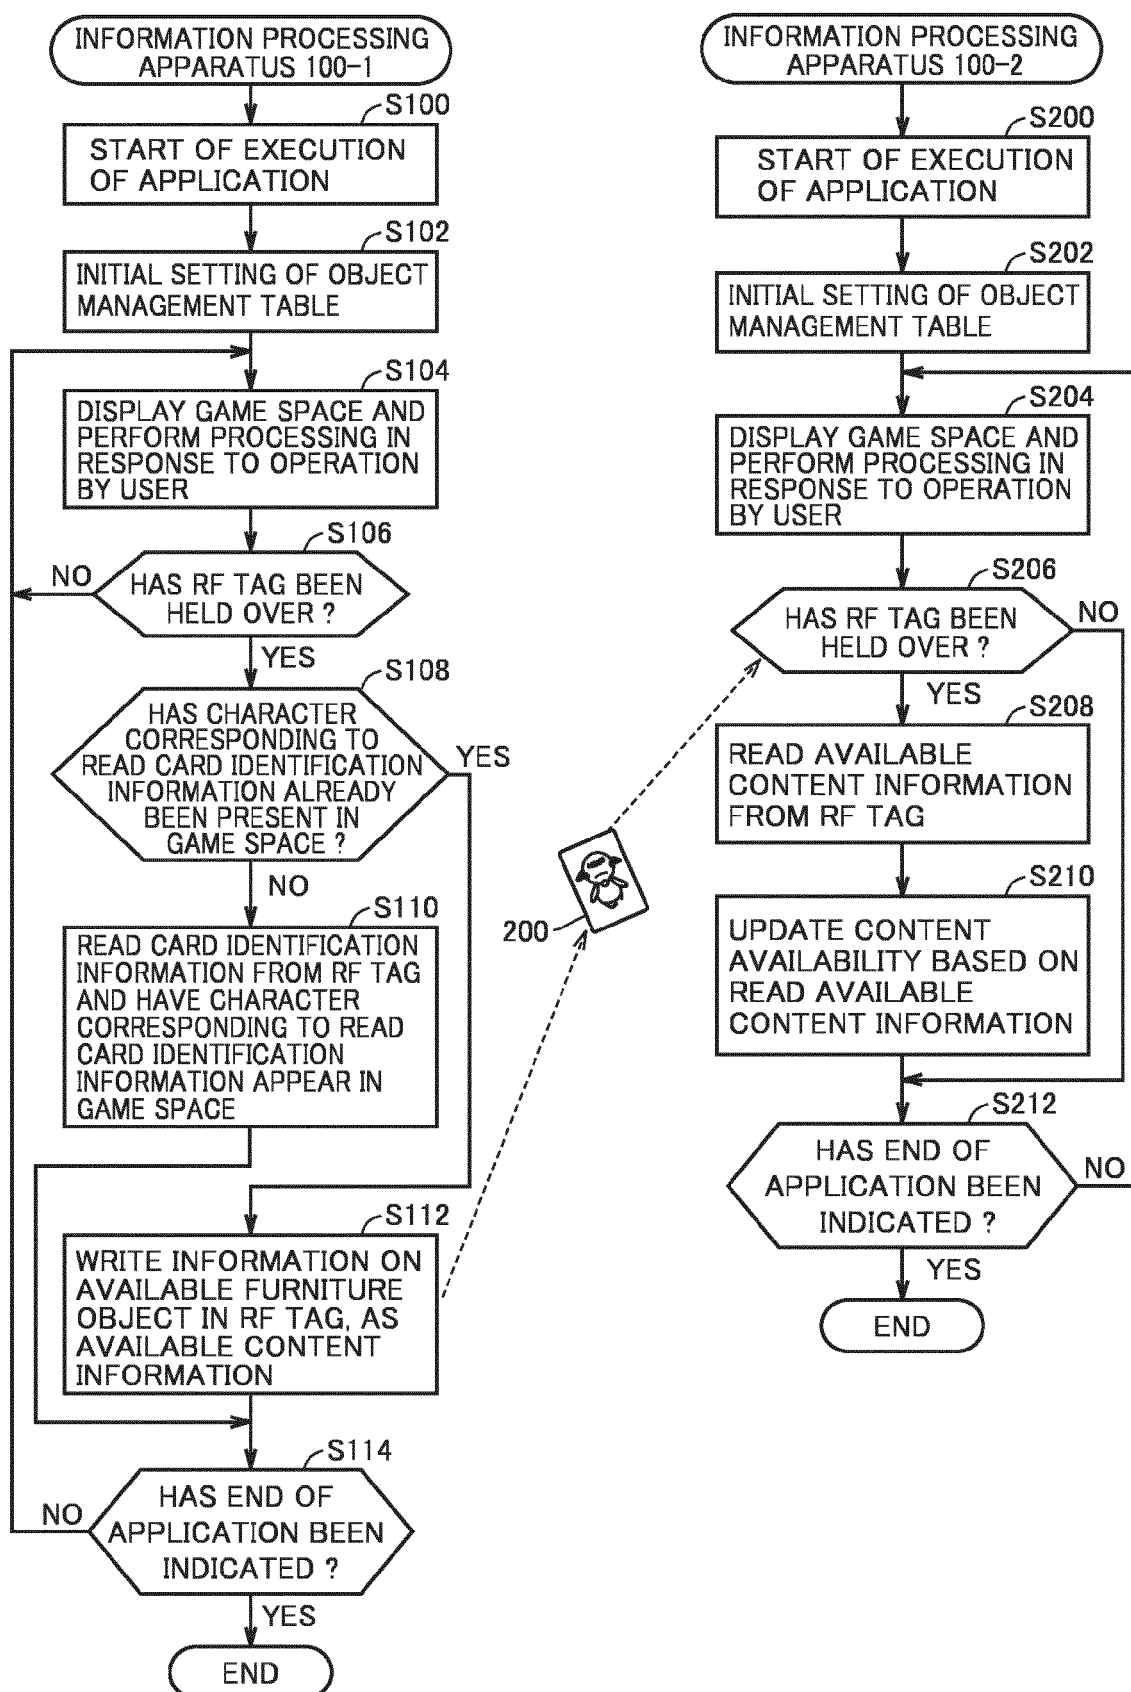 INFORMATION PROCESSING
APPARATUS 100-1
S100
START OF EXECUTION
OF APPLICATION
S102
INITIAL SETTING OF OBJECT
MANAGEMENT TABLE
S104
DISPLAY GAME SPACE AND
PERFORM PROCESSING IN
RESPONSE TO OPERATION
BY USER
S106
NO
HAS RF TAG BEEN
HELD OVER ?
YES
S108
HAS CHARACTER
CORRESPONDING TO
READ CARD IDENTIFICATION
INFORMATION ALREADY
BEEN PRESENT IN
GAME SPACE ?
YES
NO
S110
READ CARD IDENTIFICATION
INFORMATION FROM RF TAG
AND HAVE CHARACTER
CORRESPONDING TO READ
CARD IDENTIFICATION
INFORMATION APPEAR IN
GAME SPACE
S112
WRITE INFORMATION ON
AVAILABLE FURNITURE
OBJECT IN RF TAG, AS
AVAILABLE CONTENT
INFORMATION
S114
NO
HAS END OF
APPLICATION BEEN
INDICATED ?
YES
END
200
INFORMATION PROCESSING
APPARATUS 100-2
S200
START OF EXECUTION
OF APPLICATION
S202
INITIAL SETTING OF OBJECT
MANAGEMENT TABLE
S204
DISPLAY GAME SPACE AND
PERFORM PROCESSING IN
RESPONSE TO OPERATION
BY USER
S206
HAS RF TAG BEEN
HELD OVER ?
NO
YES
S208
READ AVAILABLE
CONTENT INFORMATION
FROM RF TAG
S210
UPDATE CONTENT
AVAILABILITY BASED ON
READ AVAILABLE
CONTENT INFORMATION
S212
HAS END OF
APPLICATION BEEN
INDICATED ?
NO
YES
END